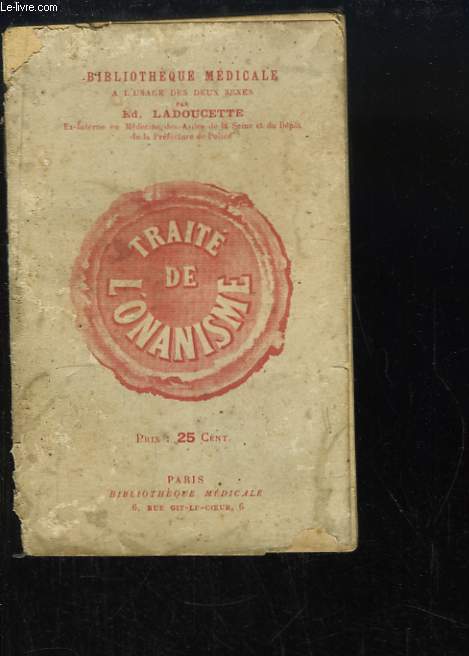 Le-livre.com
BIBLIOTHÈQUE MÉDICALE
A L'USAGE DES DEUX SEXES
PAR
Ed. LADOUCETTE
Ex-Interne en Médecine des Asiles de la Seine et du Dépôt
de la Préfecture de Police
TRAITÉ
DE
L'ONANISME
PRIX : 25 CENT.
PARIS
BIBLIOTHÈQUE MÉDICALE
6, RUE GIT-LE-CŒUR, 6